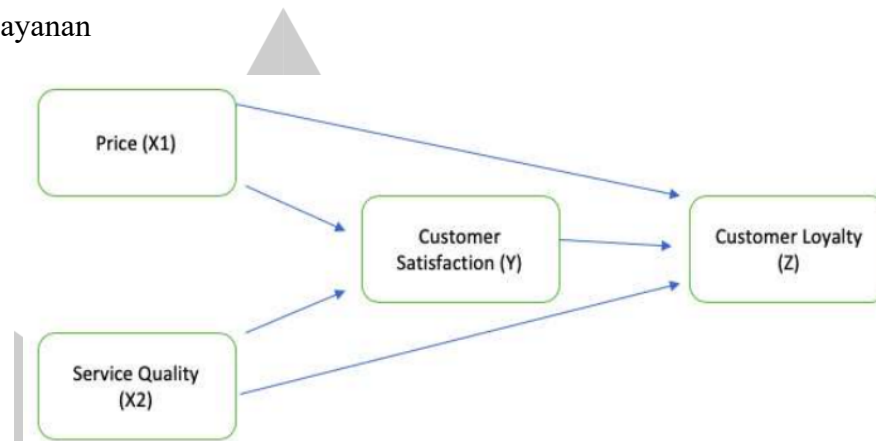 ayanan
Price (X1)
Customer
Satisfaction (Y)
Customer Loyalty
(Z)
Service Quality
(X2)